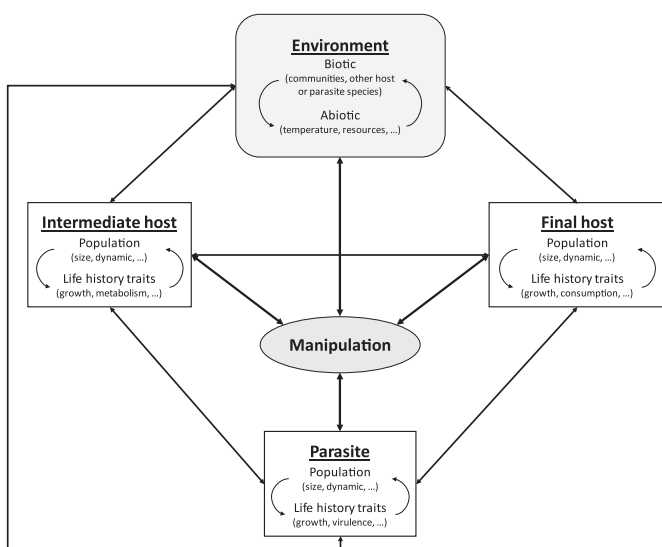 Environment
Biotic
(communities, other host
or parasite species)
Abiotic
(temperature, resources, ...)
Intermediate host
Population
(size, dynamic, ...)
Life history traits
(growth, metabolism, ...)
Final host
Population
(size, dynamic, ...)
Life history traits
(growth, consumption, ...)
Manipulation
Parasite
Population
(size, dynamic, ...)
Life history traits
(growth, virulence, ...)